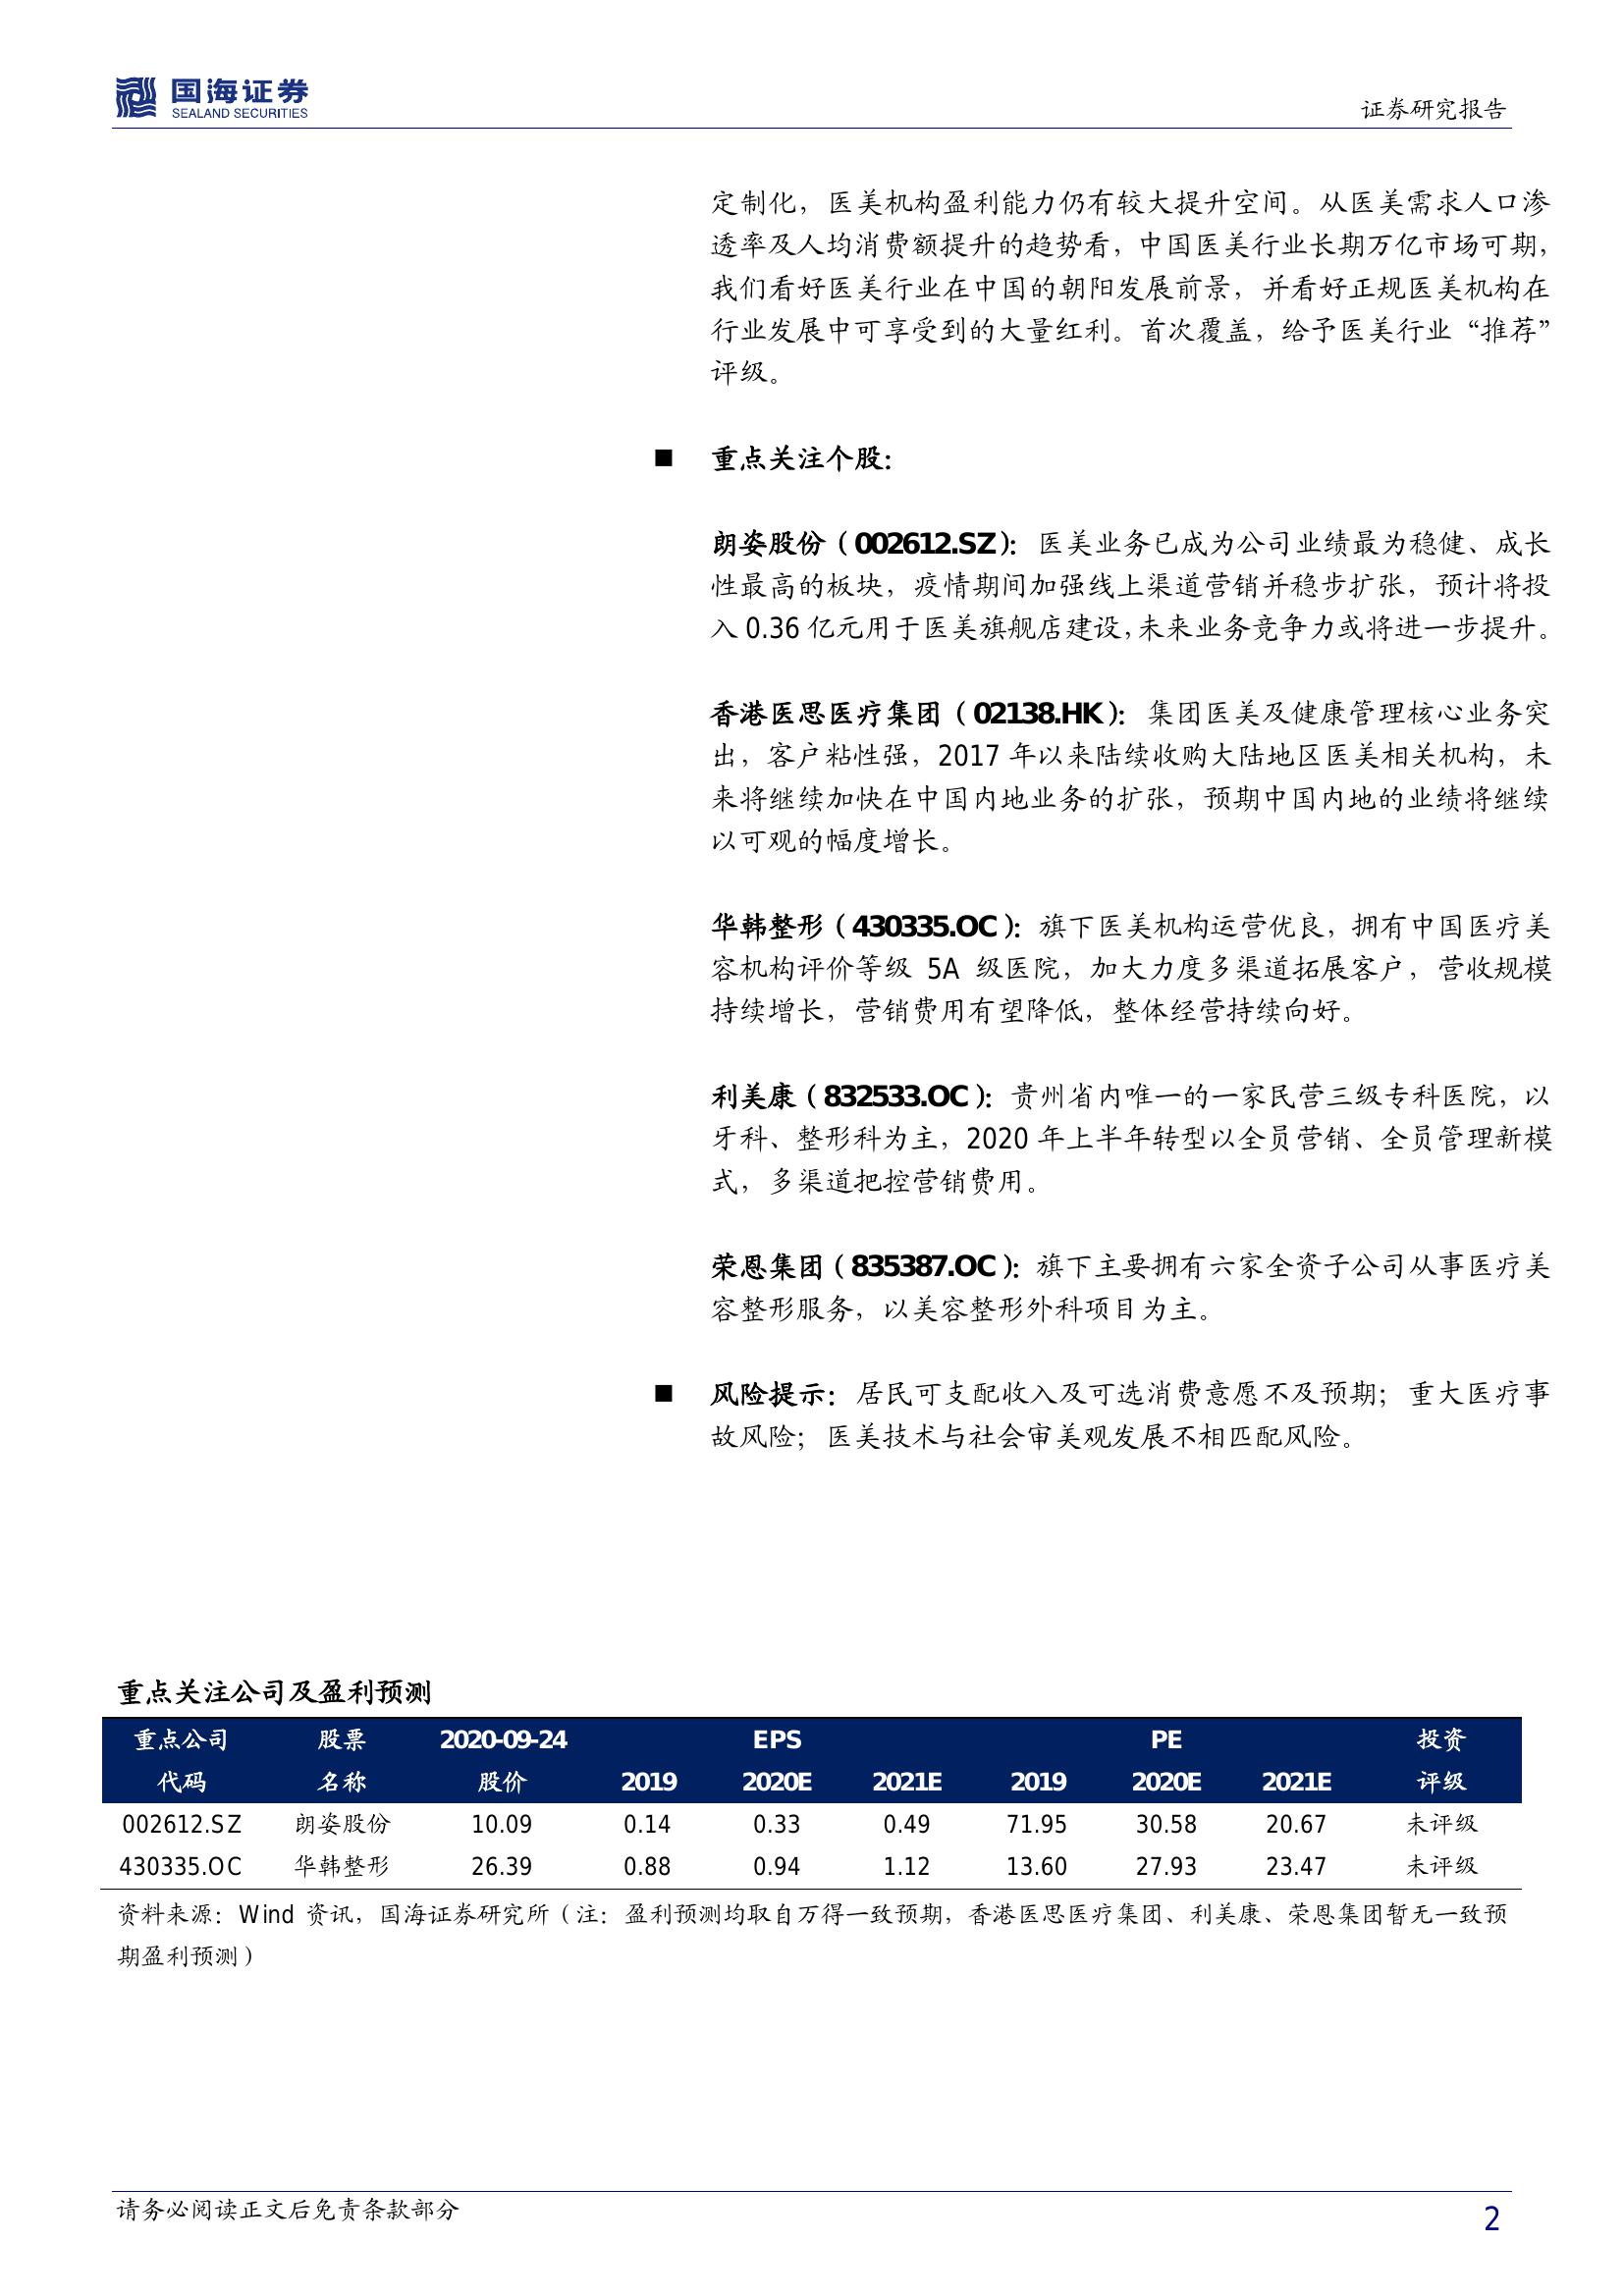 国海证券
SEALAND SECURITIES
证券研究报告
定制化，医美机构盈利能力仍有较大提升空间。从医美需求人口渗
透率及人均消费额提升的趋势看，中国医美行业长期万亿市场可期，
我们看好医美行业在中国的朝阳发展前景，并看好正规医美机构在
行业发展中可享受到的大量红利。首次覆盖，给予医美行业“推荐”
评级。
■ 重点关注个股：
朗姿股份（002612.SZ）：医美业务已成为公司业绩最为稳健、成长
性最高的板块，疫情期间加强线上渠道营销并稳步扩张，预计将投
入 0.36 亿元用于医美旗舰店建设，未来业务竞争力或将进一步提升。
香港医思医疗集团（02138.HK）：集团医美及健康管理核心业务突
出，客户粘性强，2017 年以来陆续收购大陆地区医美相关机构，未
来将继续加快在中国内地业务的扩张，预期中国内地的业绩将继续
以可观的幅度增长。
华韩整形（430335.OC）：旗下医美机构运营优良，拥有中国医疗美
容机构评价等级 5A 级医院，加大力度多渠道拓展客户，营收规模
持续增长，营销费用有望降低，整体经营持续向好。
利美康（832533.OC）：贵州省内唯一的一家民营三级专科医院，以
牙科、整形科为主，2020 年上半年转型以全员营销、全员管理新模
式，多渠道把控营销费用。
荣恩集团（835387.OC）：旗下主要拥有六家全资子公司从事医疗美
容整形服务，以美容整形外科项目为主。
■ 风险提示：居民可支配收入及可选消费意愿不及预期；重大医疗事
故风险；医美技术与社会审美观发展不相匹配风险。
重点关注公司及盈利预测
重点公司 股票 2020-09-24 EPS PE 投资
代码 名称 股价 2019 2020E 2021E 2019 2020E 2021E 评级
002612.SZ 朗姿股份 10.09 0.14 0.33 0.49 71.95 30.58 20.67 未评级
430335.OC 华韩整形 26.39 0.88 0.94 1.12 13.60 27.93 23.47 未评级
资料来源：Wind 资讯，国海证券研究所（注：盈利预测均取自万得一致预期，香港医思医疗集团、利美康、荣恩集团暂无一致预
期盈利预测）
请务必阅读正文后免责条款部分
2